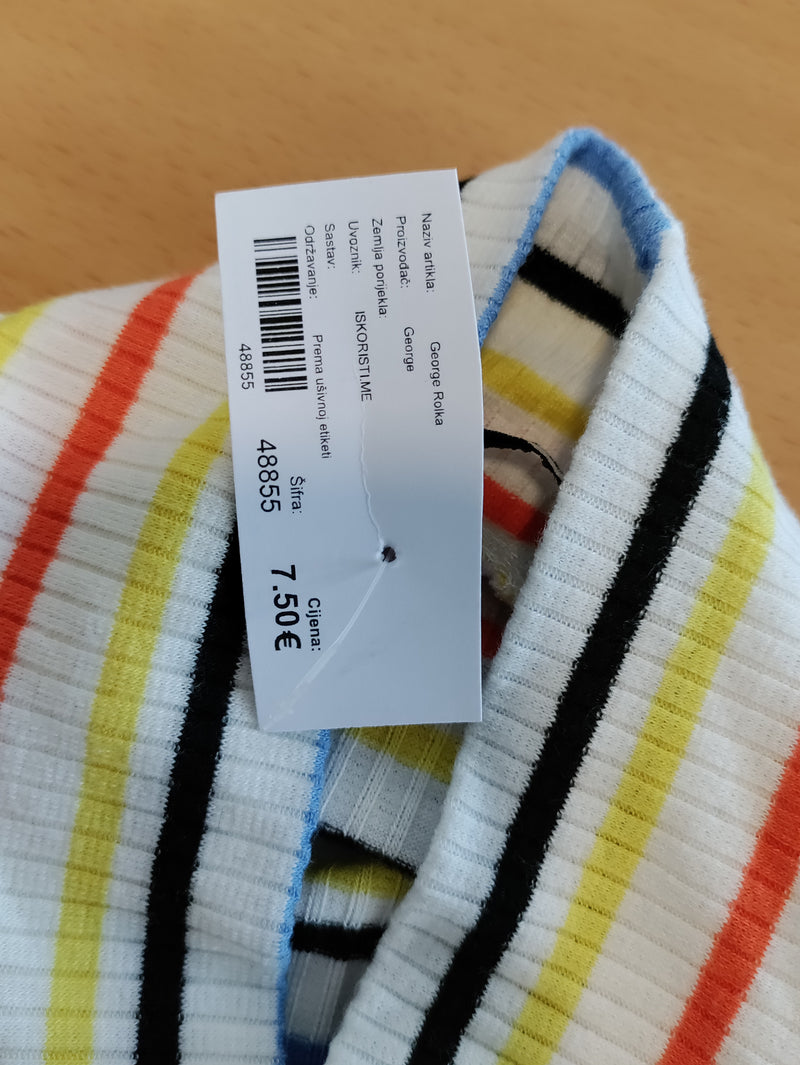 Naziv artikla: George Rolka
Proizvođač: George
Zemlja porijekla:
Uvoznik: ISKORISTI.ME
Sastav:
Održavanje: Prema ušivnoj etiketi
Šifra:
48855
48855
Cijena:
7.50€